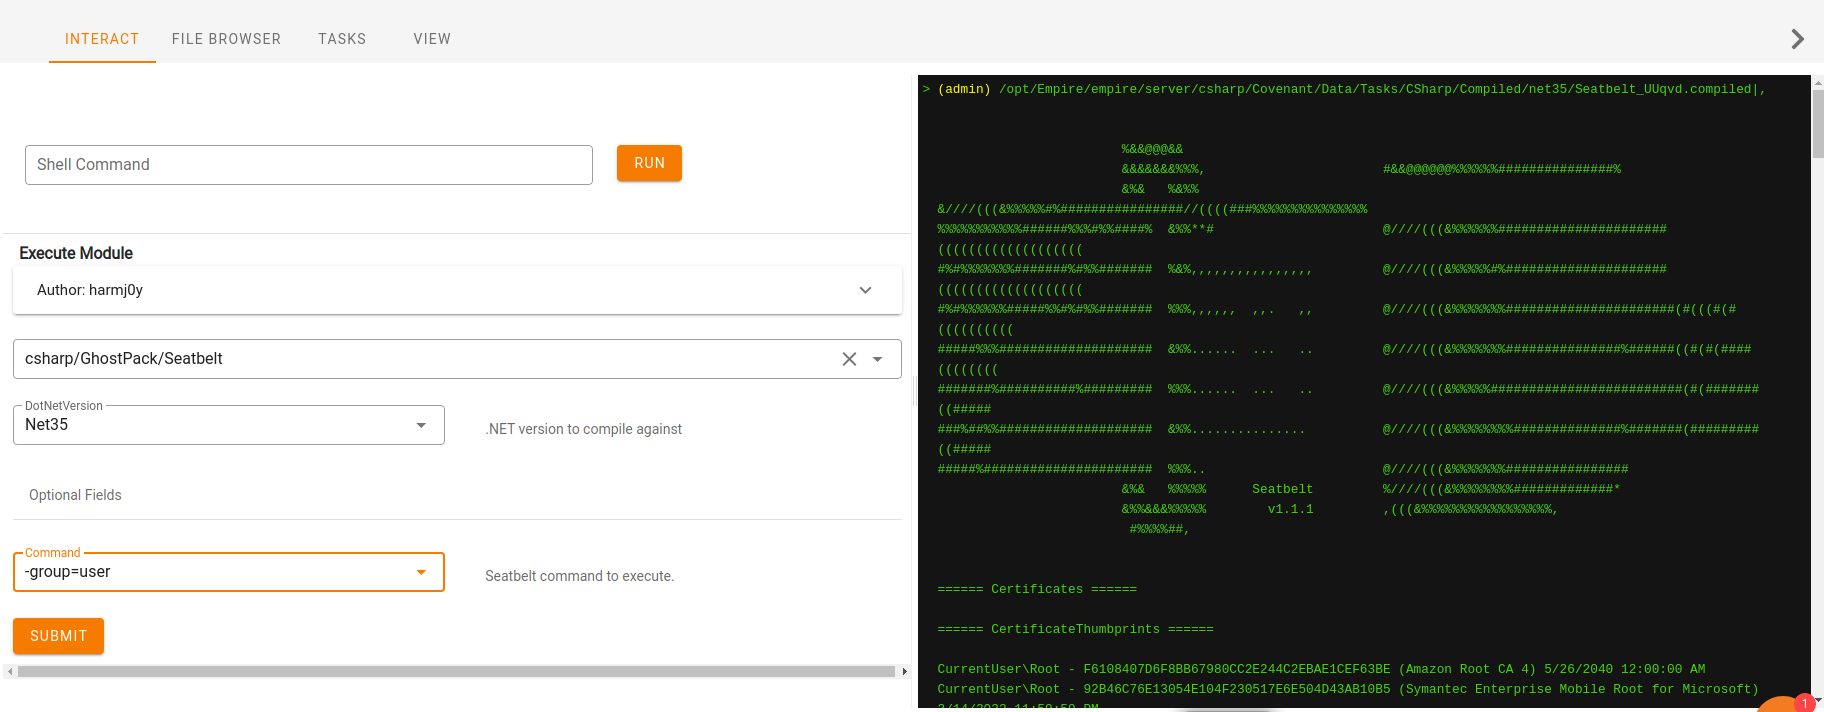 INTERACT FILE BROWSER TASKS VIEW
Shell Command
RUN
Execute Module
Author: harmj0y
csharp/GhostPack/Seatbelt
DotNetVersion
Net35
.NET version to compile against
Optional Fields
Command
-group=user
Seatbelt command to execute.
SUBMIT
> (admin) /opt/Empire/empire/server/csharp/Covenant/Data/Tasks/CSharp/Compiled/net35/Seatbelt_UUqvd.compiled|,
%&&@@@&&
&&&&&&&%%%, #&&@@@@@@%%%%%%###############%
&%& %&%%
&////(((&%%%%%#%################//((((###%%%%%%%%%%%%%%%
%%%%%%%%%%%######%%%#%%####% &%%**# @////(((&%%%%%%######################
(((((((((((((((((((
#%#%%%%%%%#######%#%%####### %&%,,,,,,,,,,,,,,,, @////(((&%%%%%#%#####################
(((((((((((((((((((
#%#%%%%%%#####%%#%#%%####### %%%,,,,,, ,,. ,, @////(((&%%%%%%%######################(#(((#(#
((((((((((
#####%%%#################### &%%...... ... .. @////(((&%%%%%%%###############%######((#(#(####
((((((((
#######%##########%######### %%%...... ... .. @////(((&%%%%%#########################(#(#######
((#####
###%##%%#################### &%%............... @////(((&%%%%%%%%##############%#######(#########
((#####
#####%###################### %%%.. @////(((&%%%%%%%################
&%& %%%%% Seatbelt %////(((&%%%%%%%%#############*
&%%&&&%%%%% v1.1.1 ,(((&%%%%%%%%%%%%%%%%%,
#%%%%##,
====== Certificates ======
====== CertificateThumbprints ======
CurrentUser\Root - F6108407D6F8BB67980CC2E244C2EBAE1CEF63BE (Amazon Root CA 4) 5/26/2040 12:00:00 AM
CurrentUser\Root - 92B46C76E13054E104F230517E6E504D43AB10B5 (Symantec Enterprise Mobile Root for Microsoft)
1